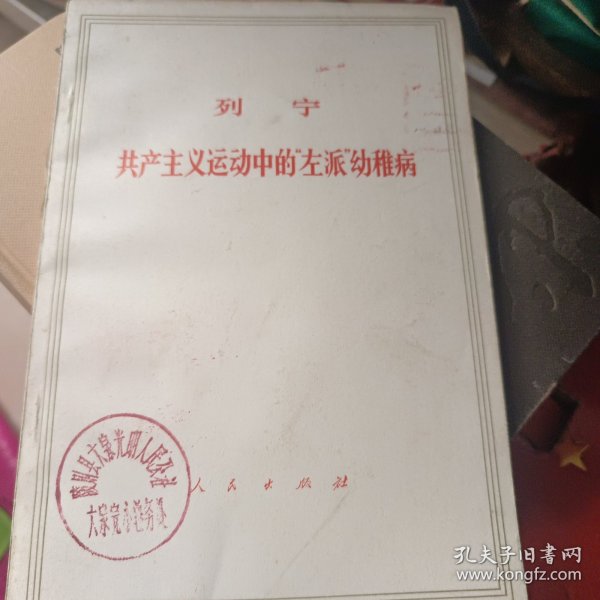 列 宁
共产主义运动中的“左派”幼稚病
人民出版社
孔夫子旧书网
www.kongfz.com